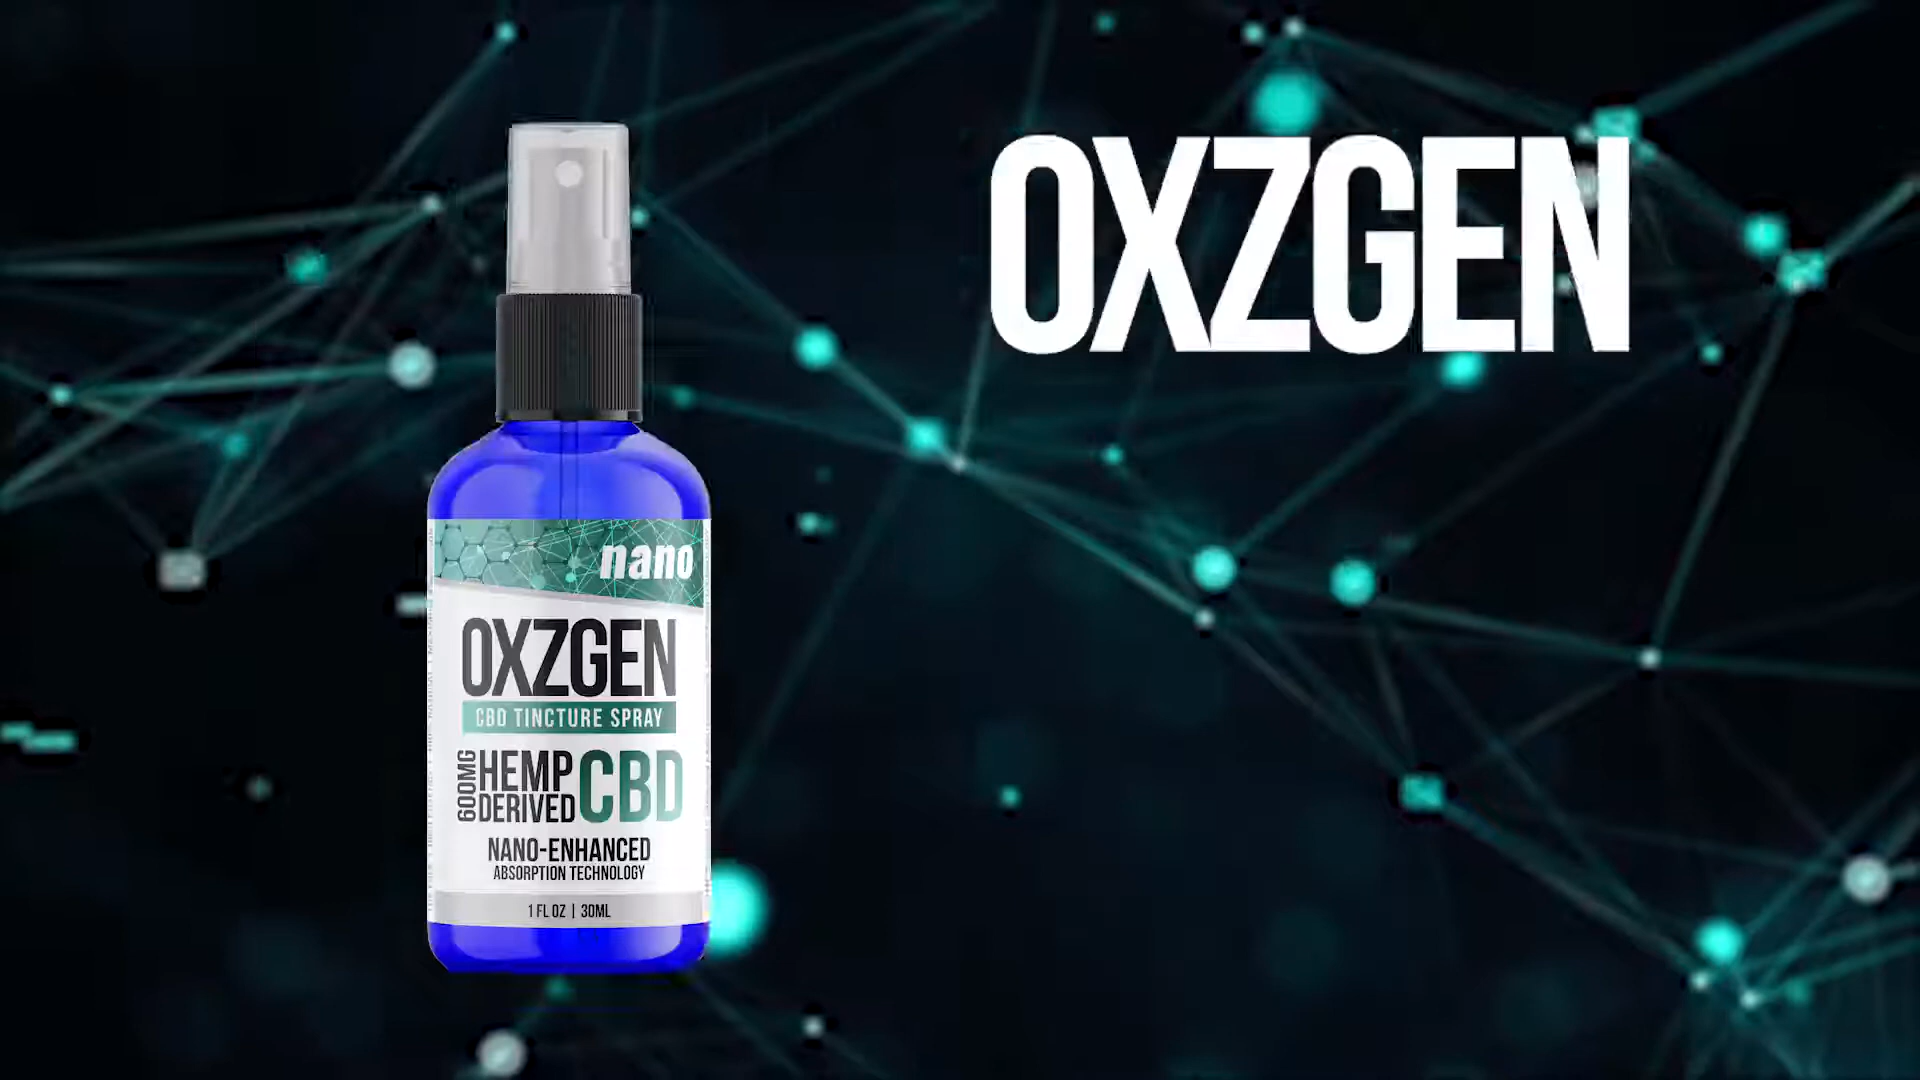 OXZGEN
nano
OXZGEN
CBD TINCTURE SPRAY
600MG
HEMP
DERIVED
CBD
NANO-ENHANCED
ABSORPTION TECHNOLOGY
1 FL OZ | 30ML